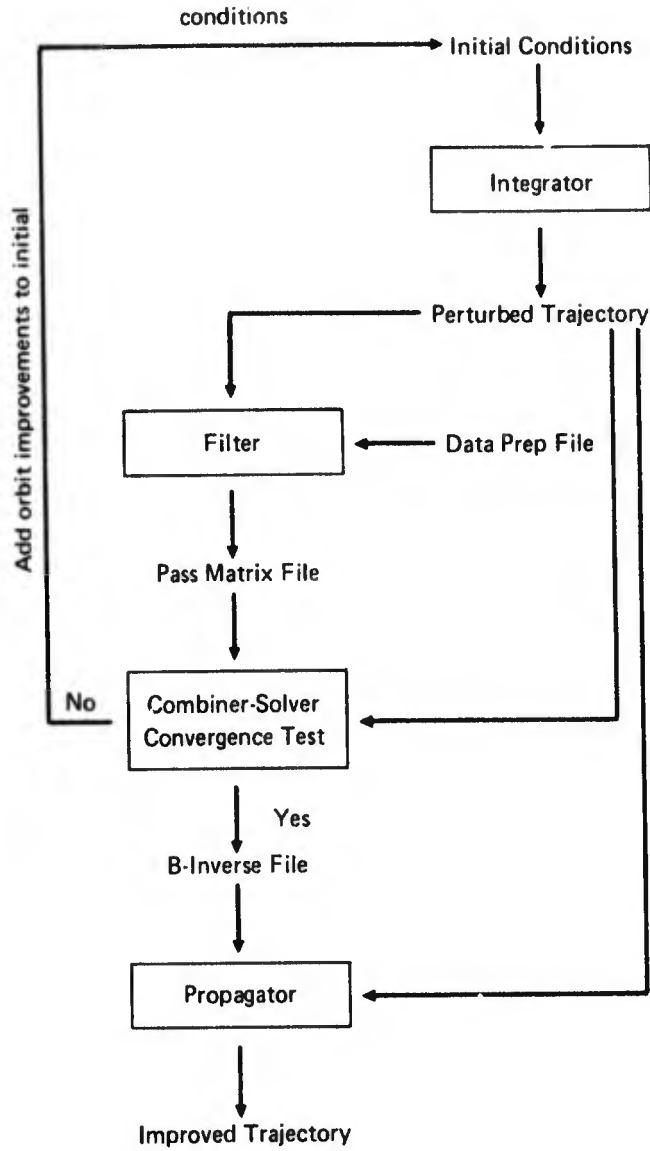 conditions
Initial Conditions
Integrator
Perturbed Trajectory
Filter
Data Prep File
Pass Matrix File
Add orbit improvements to initial
No
Combiner-Solver
Convergence Test
Yes
B-Inverse File
Propagator
Improved Trajectory